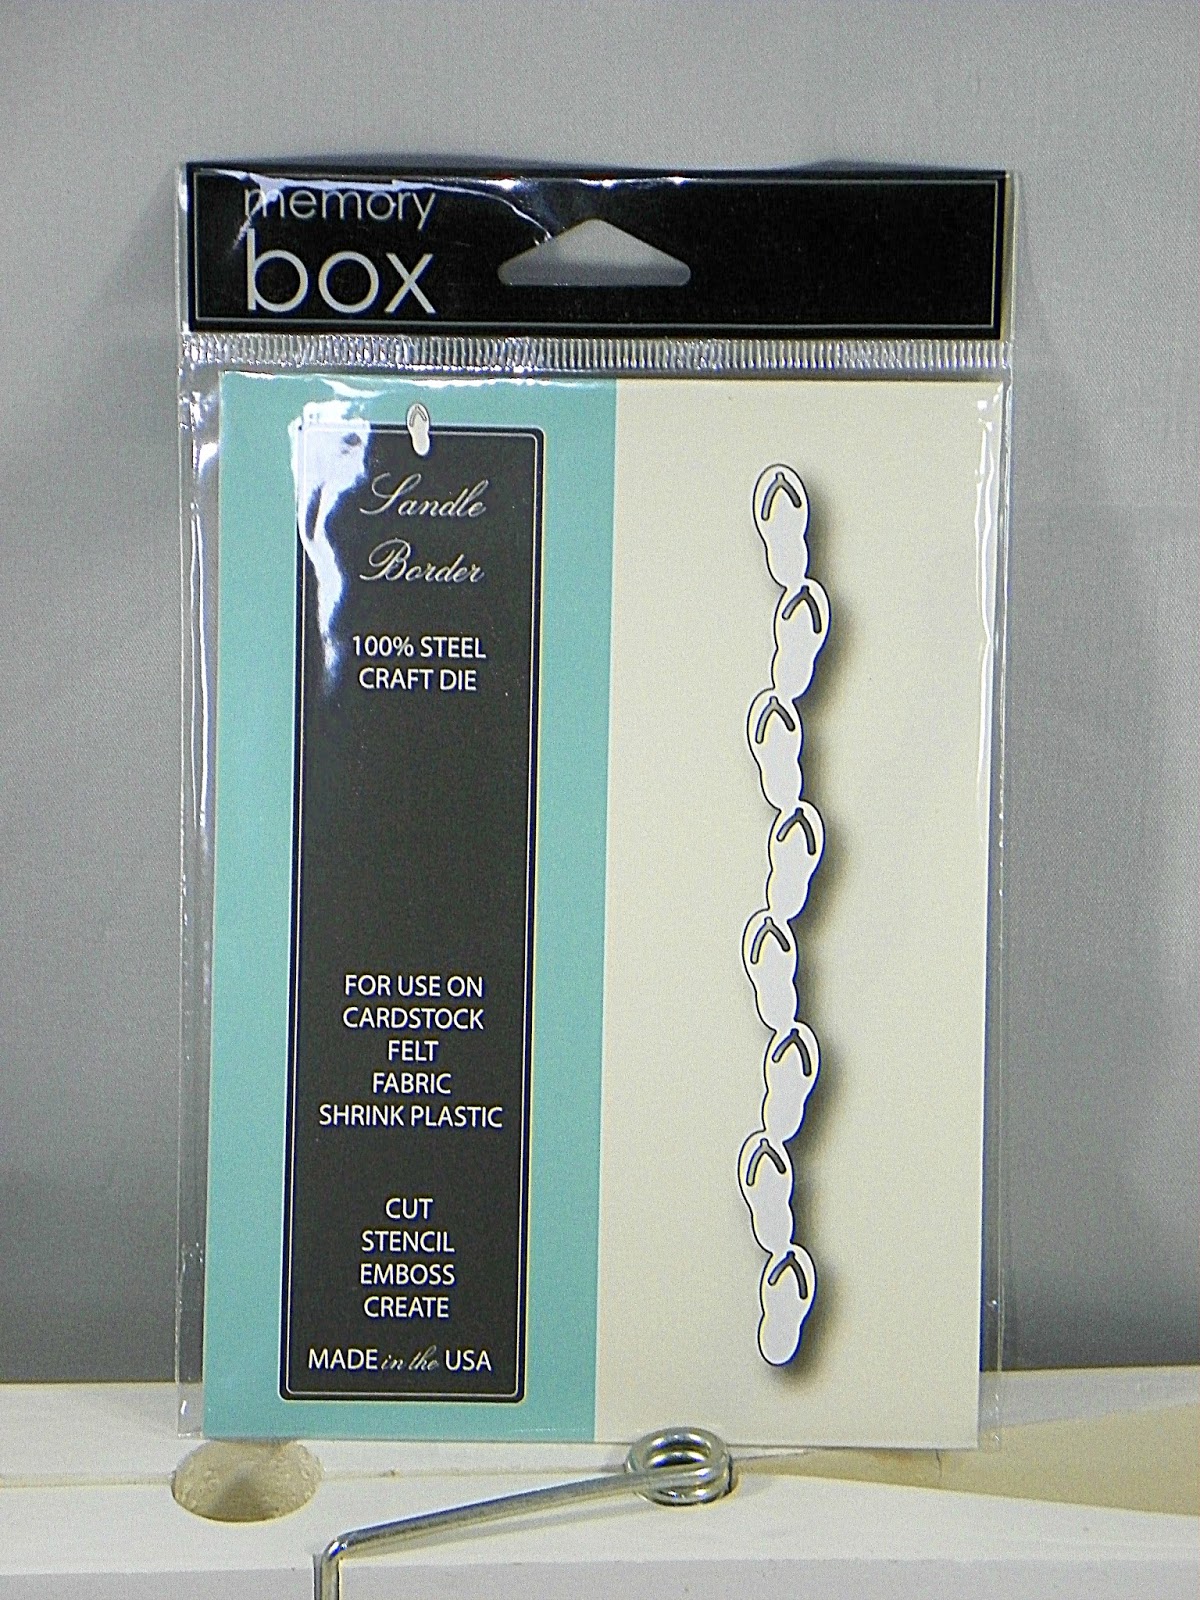 memory
box
Sandle
Border
100% STEEL
CRAFT DIE
FOR USE ON
CARDSTOCK
FELT
FABRIC
SHRINK PLASTIC
CUT
STENCIL
EMBOSS
CREATE
MADE in the USA